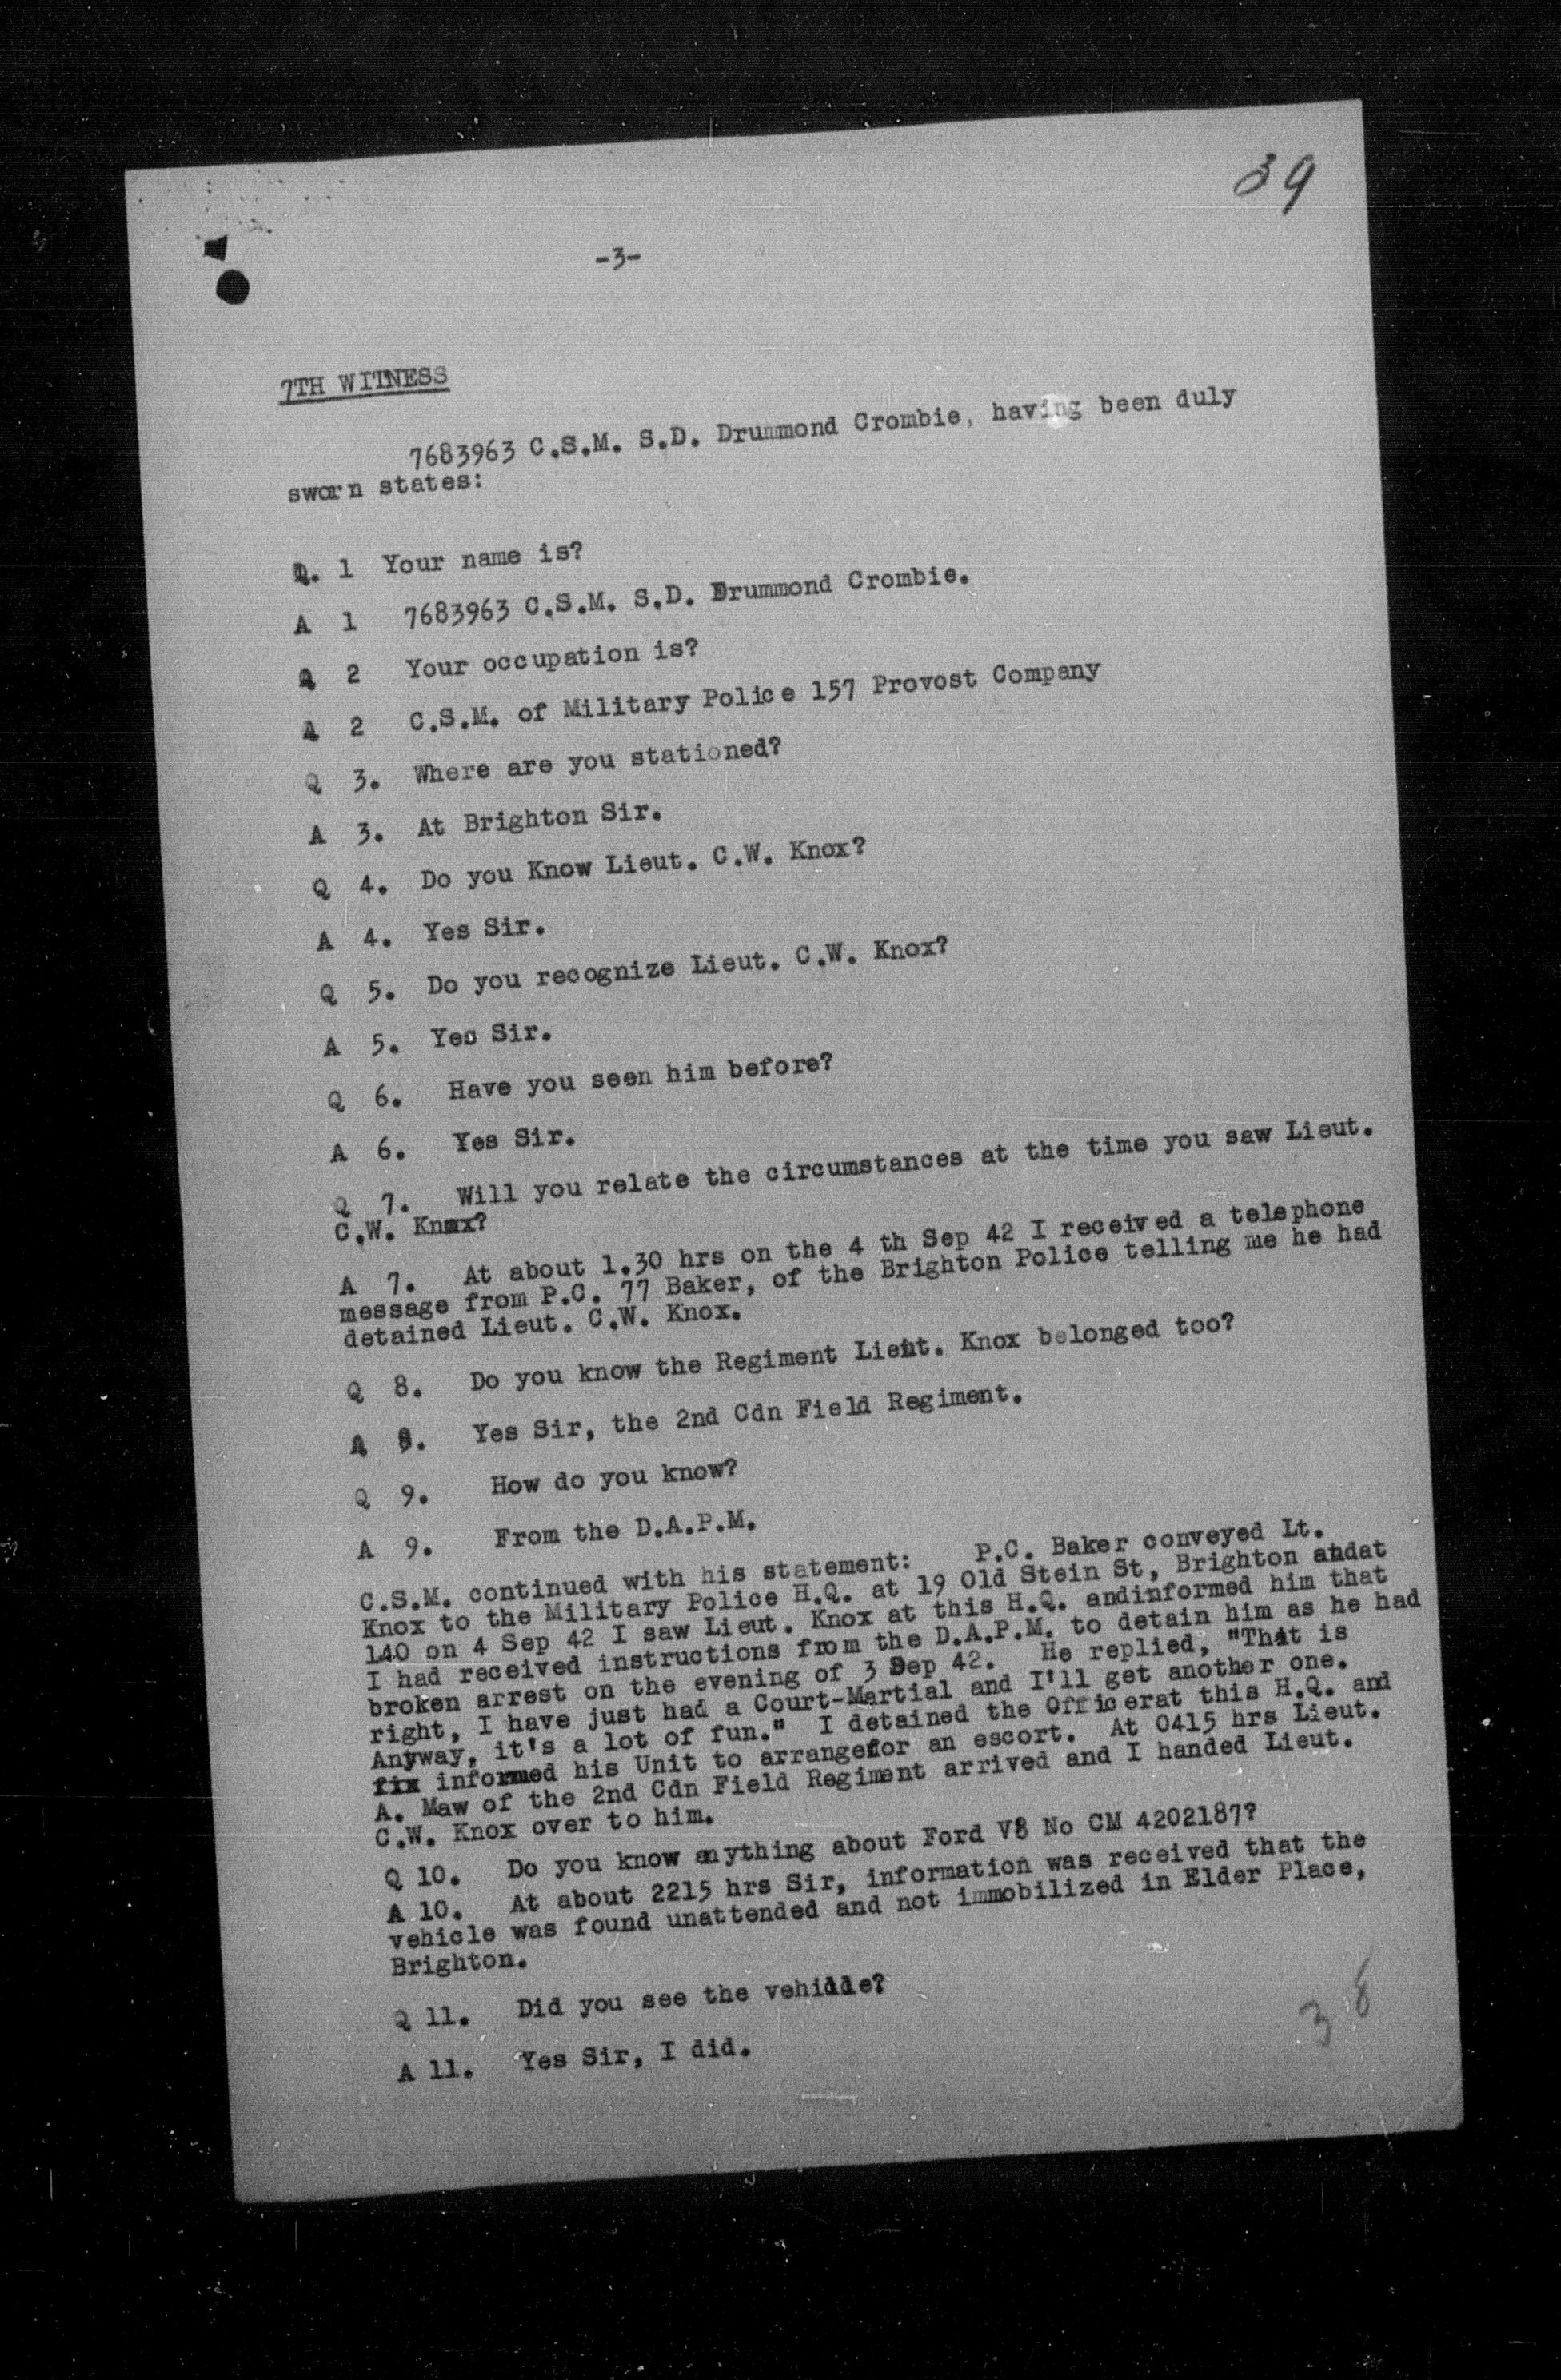 39
-3-
7TH WITNESS
7683963 C.S.M. S.D. Drummond Crombie, having been duly
sworn states:
Q. 1 Your name is?
A 1 7683963 C.S.M. S.D. Drummond Crombie.
Q 2 Your occupation is?
A 2 C.S.M. of Military Police 157 Provost Company
Q 3. Where are you stationed?
A 3. At Brighton Sir.
Q 4. Do you Know Lieut. C.W. Knox?
A 4. Yes Sir.
Q 5. Do you recognize Lieut. C.W. Knox?
A 5. Yes Sir.
Q 6. Have you seen him before?
A 6. Yes Sir.
Q 7. Will you relate the circumstances at the time you saw Lieut.
C.W. Knox?
A 7. At about 1.30 hrs on the 4 th Sep 42 I received a telephone
message from P.C. 77 Baker, of the Brighton Police telling me he had
detained Lieut. C.W. Knox.
Q 8. Do you know the Regiment Lieut. Knox belonged too?
A 8. Yes Sir, the 2nd Cdn Field Regiment.
Q 9. How do you know?
A 9. From the D.A.P.M.
C.S.M. continued with his statement: P.C. Baker conveyed Lt.
Knox to the Military Police H.Q. at 19 Old Stein St, Brighton andat
140 on 4 Sep 42 I saw Lieut. Knox at this H.Q. andinformed him that
I had received instructions from the D.A.P.M. to detain him as he had
broken arrest on the evening of 3 Sep 42. He replied, "That is
right, I have just had a Court-Martial and I'll get another one.
Anyway, it's a lot of fun." I detained the Officerat this H.Q. and
informed his Unit to arrangefor an escort. At 0415 hrs Lieut.
A. Maw of the 2nd Cdn Field Regiment arrived and I handed Lieut.
C.W. Knox over to him.
Q 10. Do you know anything about Ford V8 No CM 4202187?
A 10. At about 2215 hrs Sir, information was received that the
vehicle was found unattended and not immobilized in Elder Place,
Brighton.
Q 11. Did you see the vehicle?
A 11. Yes Sir, I did.
38